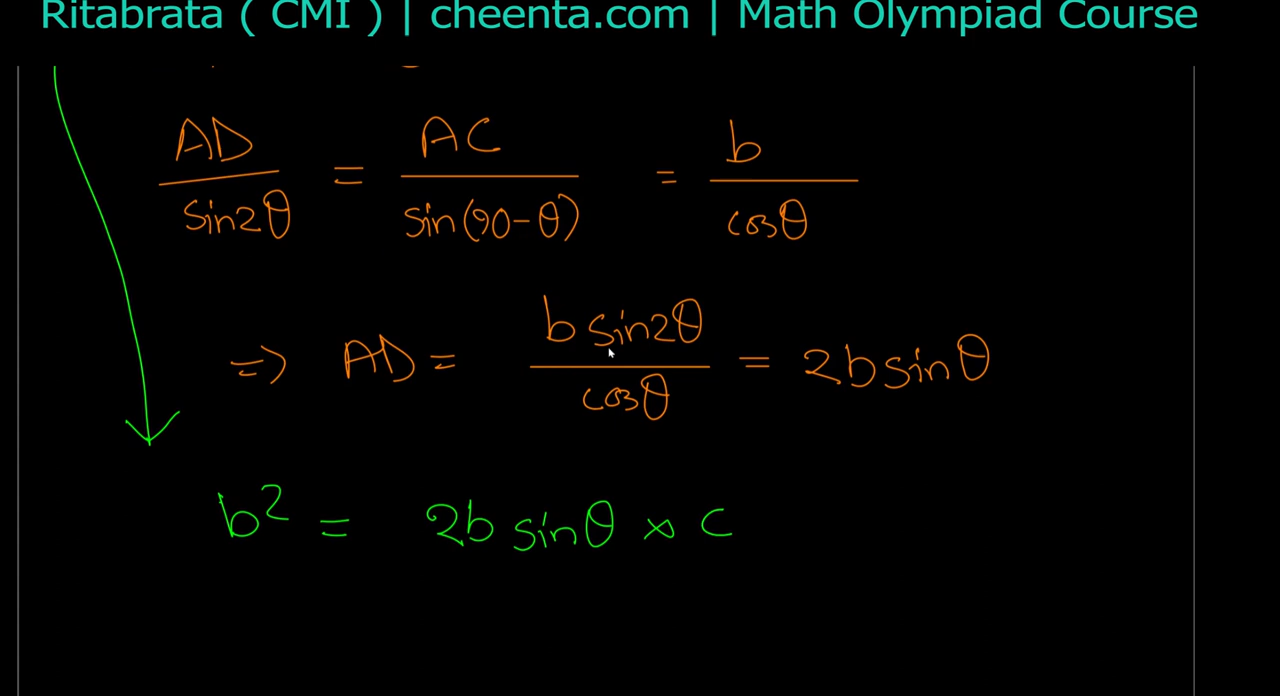 Ritabrata ( CMI ) | cheenta.com | Math Olympiad Course
AD/sin2θ = AC/sin(90-θ) = b/cosθ
=> AD = b sin2θ/cosθ = 2b sinθ
b² = 2b sinθ × c